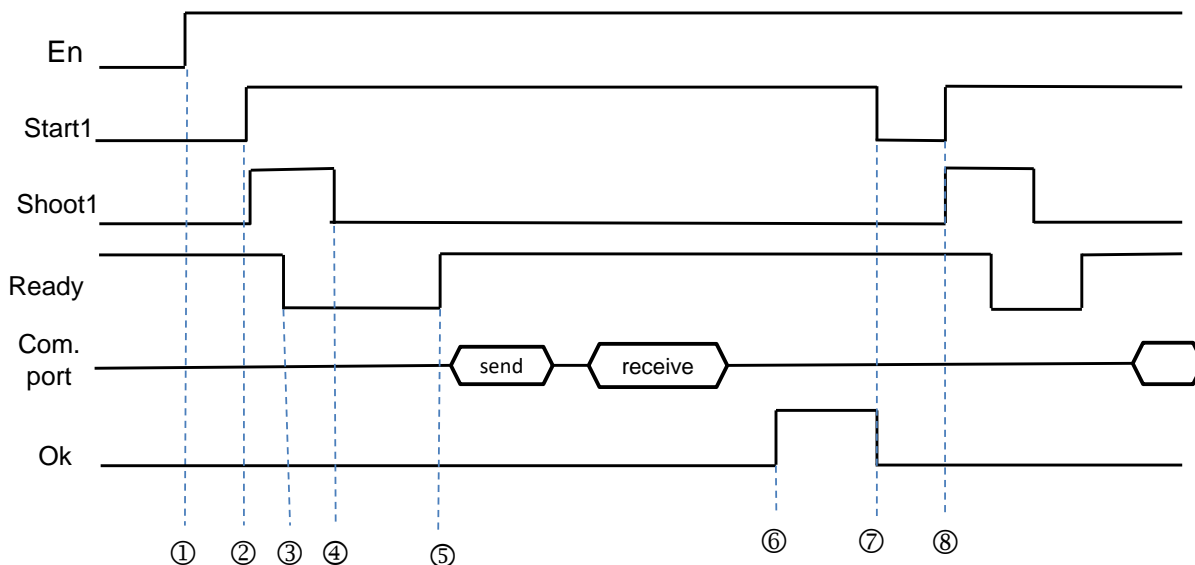 En
Start1
Shoot1
Ready
Com.
port
send
receive
Ok
① ② ③ ④ ⑤ ⑥ ⑦ ⑧